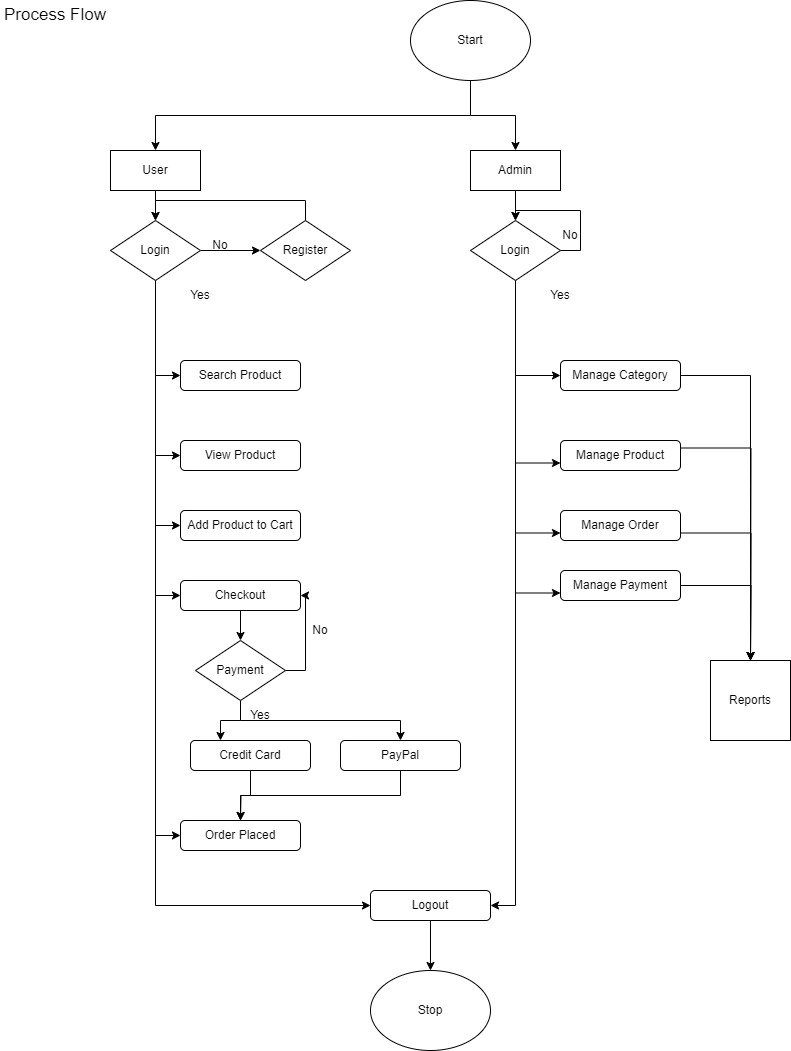 Process Flow
Start
User
Admin
Login
No
Register
Login
No
Yes
Yes
Search Product
Manage Category
View Product
Manage Product
Add Product to Cart
Manage Order
Checkout
Manage Payment
No
Payment
Reports
Yes
Credit Card
PayPal
Order Placed
Logout
Stop